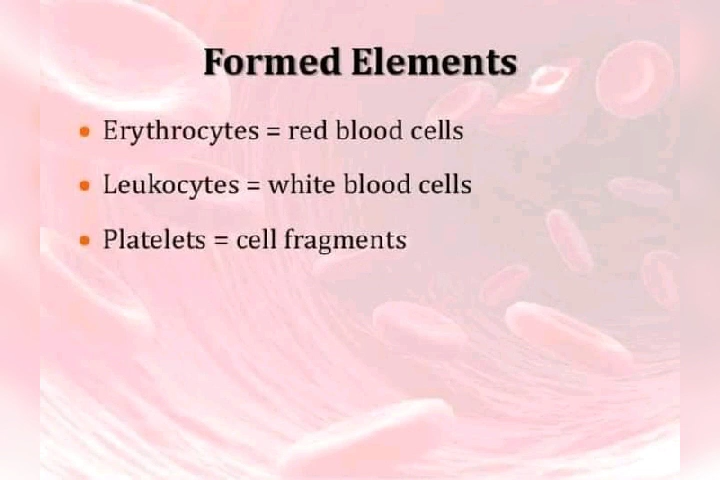 Formed Elements
• Erythrocytes = red blood cells
• Leukocytes = white blood cells
• Platelets = cell fragments